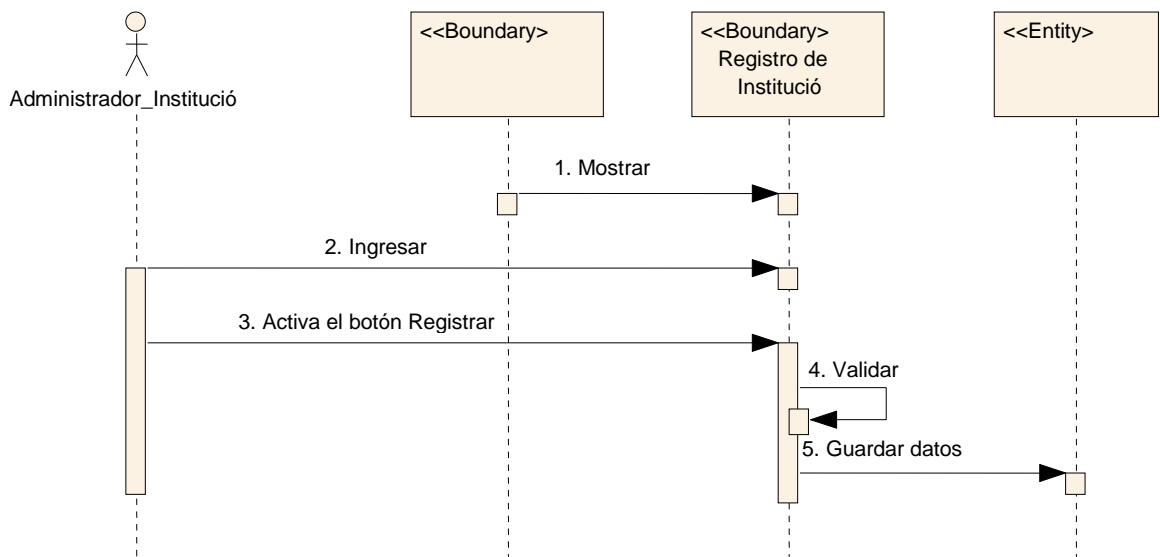 Administrador_Institució
<<Boundary>
<<Boundary>
Registro de
Institució
<<Entity>
1. Mostrar
2. Ingresar
3. Activa el botón Registrar
4. Validar
5. Guardar datos